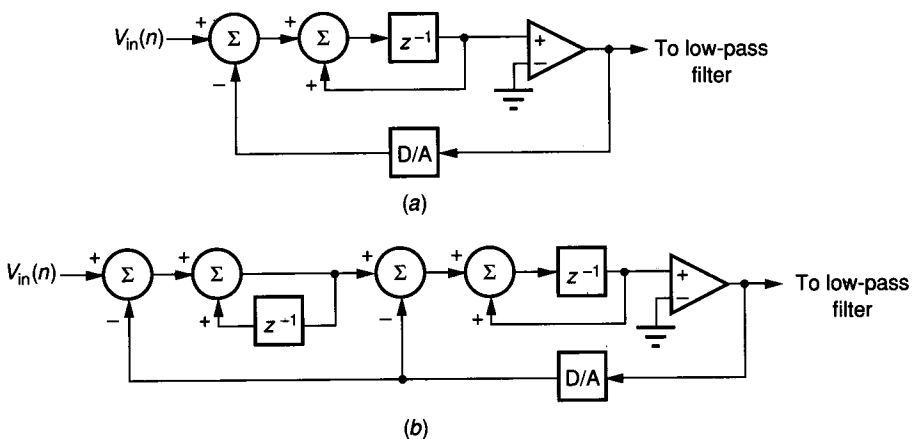 V_in(n)
+
Σ
+
Σ
z⁻¹
+
To low-pass
filter
−
+
−
D/A
(a)
V_in(n)
+
Σ
+
Σ
+
Σ
+
Σ
z⁻¹
+
To low-pass
filter
−
+
z⁻¹
−
+
−
D/A
(b)